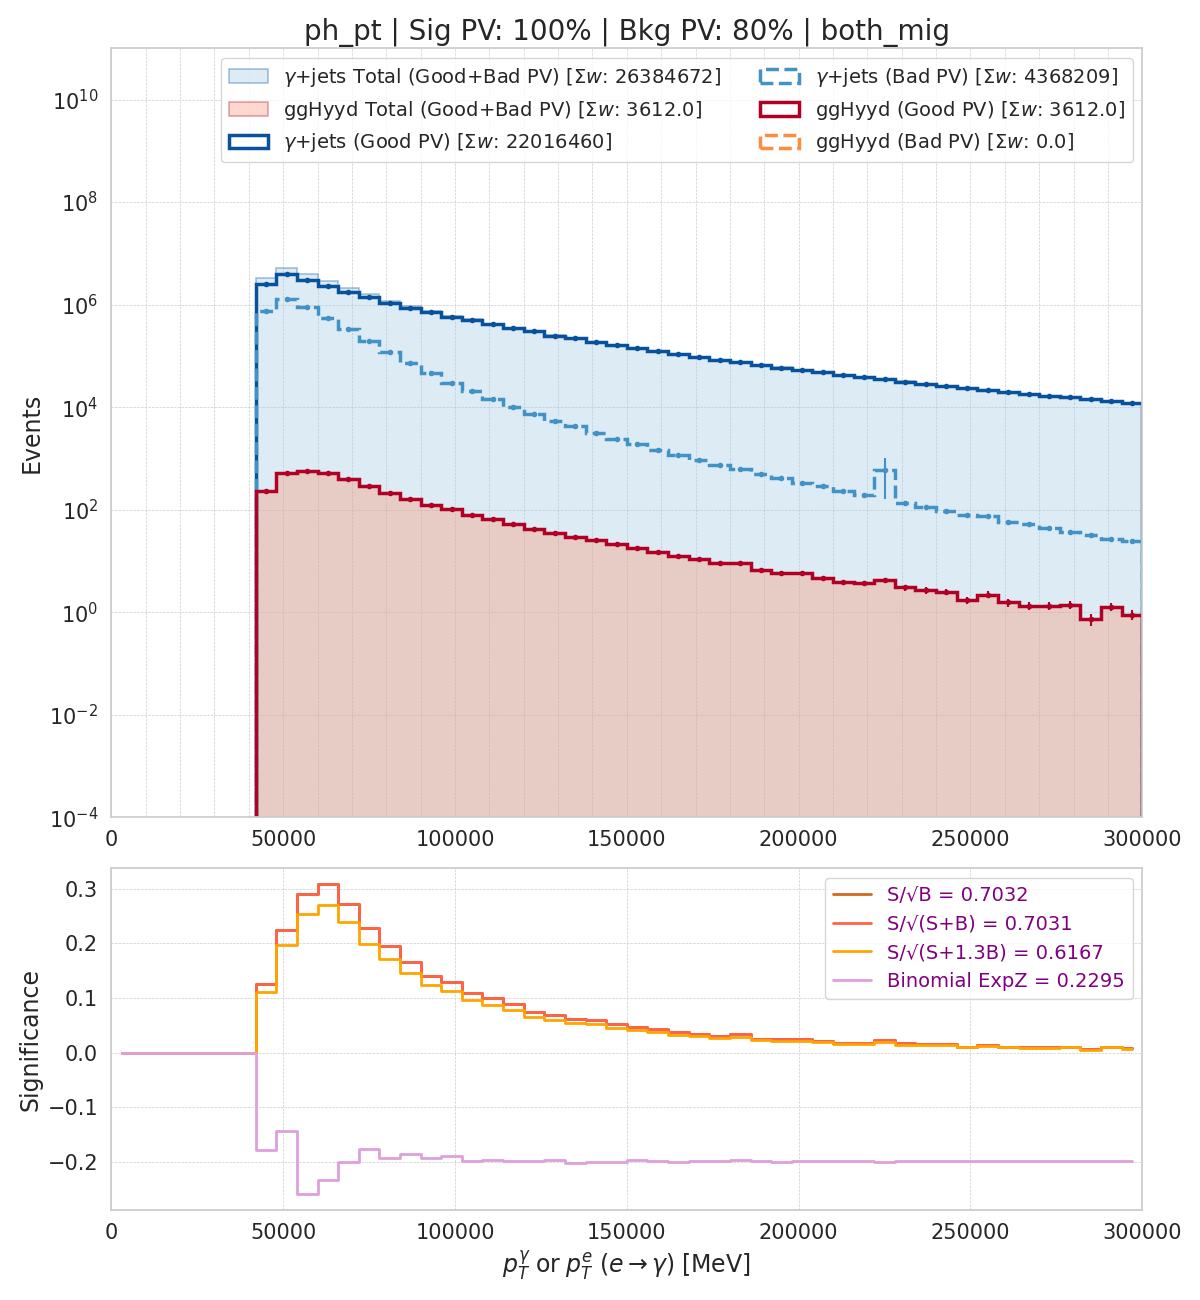 ph_pt | Sig PV: 100% | Bkg PV: 80% | both_mig
γ+jets Total (Good+Bad PV) [Σw: 26384672]
ggHyyd Total (Good+Bad PV) [Σw: 3612.0]
γ+jets (Good PV) [Σw: 22016460]
γ+jets (Bad PV) [Σw: 4368209]
ggHyyd (Good PV) [Σw: 3612.0]
ggHyyd (Bad PV) [Σw: 0.0]
Events
10^10
10^8
10^6
10^4
10^2
10^0
10^−2
10^−4
0 50000 100000 150000 200000 250000 300000
Significance
0.3
0.2
0.1
0.0
−0.1
−0.2
S/√B = 0.7032
S/√(S+B) = 0.7031
S/√(S+1.3B) = 0.6167
Binomial ExpZ = 0.2295
0 50000 100000 150000 200000 250000 300000
p_T^γ or p_T^e (e→γ) [MeV]